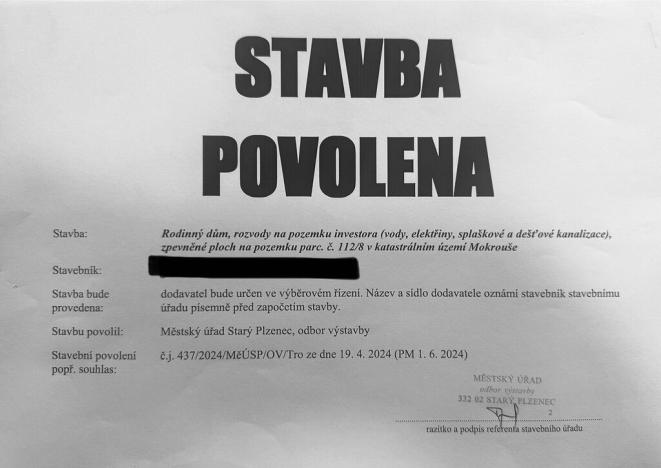 STAVBA
POVOLENA
Stavba: Rodinný dům, rozvody na pozemku investora (vody, elektřiny, splaškové a dešťové kanalizace),
zpevněné ploch na pozemku parc. č. 112/8 v katastrálním území Mokrouše
Stavebník:
Stavba bude dodavatel bude určen ve výběrovém řízení. Název a sídlo dodavatele oznámí stavebník stavebnímu
provedena: úřadu písemně před započetím stavby.
Stavbu povolil: Městský úřad Starý Plzenec, odbor výstavby
Stavební povolení č.j. 437/2024/MěÚSP/OV/Tro ze dne 19. 4. 2024 (PM 1. 6. 2024)
popř. souhlas:
MĚSTSKÝ ÚŘAD
odbor výstavby
332 02 STARÝ PLZENEC
2
razítko a podpis referenta stavebního úřadu